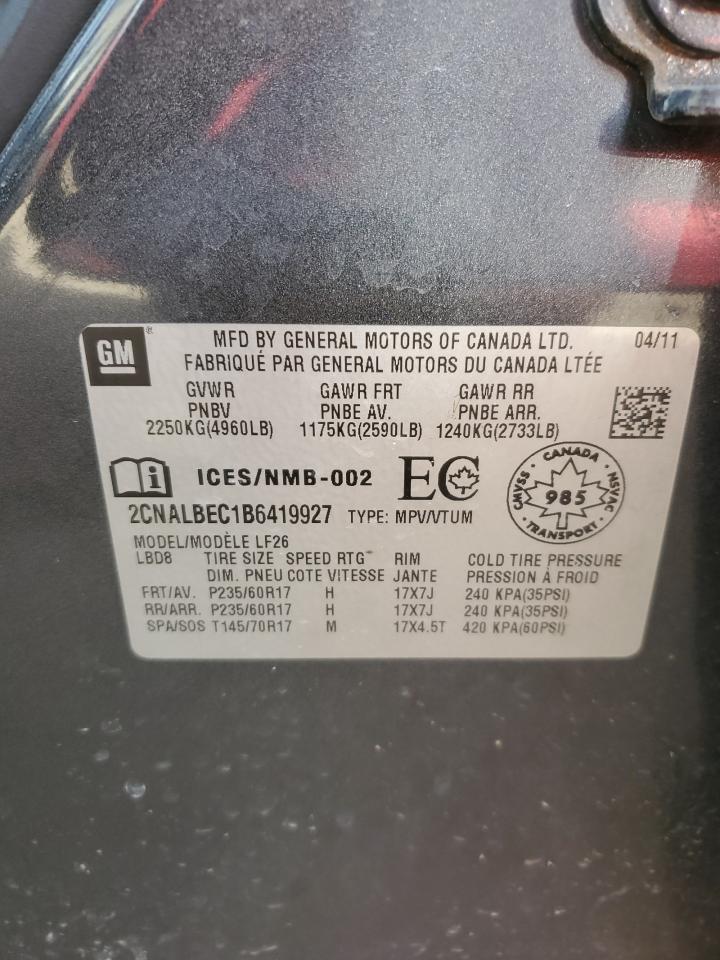 GM ® MFD BY GENERAL MOTORS OF CANADA LTD. 04/11
FABRIQUÉ PAR GENERAL MOTORS DU CANADA LTÉE
GVWR GAWR FRT GAWR RR
PNBV PNBE AV. PNBE ARR.
2250KG(4960LB) 1175KG(2590LB) 1240KG(2733LB)
i ICES/NMB-002 EC
CANADA
CMVSS 985 NSVAC
TRANSPORT
2CNALBEC1B6419927 TYPE: MPV/VTUM
MODEL/MODÈLE LF26
LBD8 TIRE SIZE SPEED RTG RIM COLD TIRE PRESSURE
DIM. PNEU COTE VITESSE JANTE PRESSION À FROID
FRT/AV. P235/60R17 H 17X7J 240 KPA(35PSI)
RR/ARR. P235/60R17 H 17X7J 240 KPA(35PSI)
SPA/SOS T145/70R17 M 17X4.5T 420 KPA(60PSI)